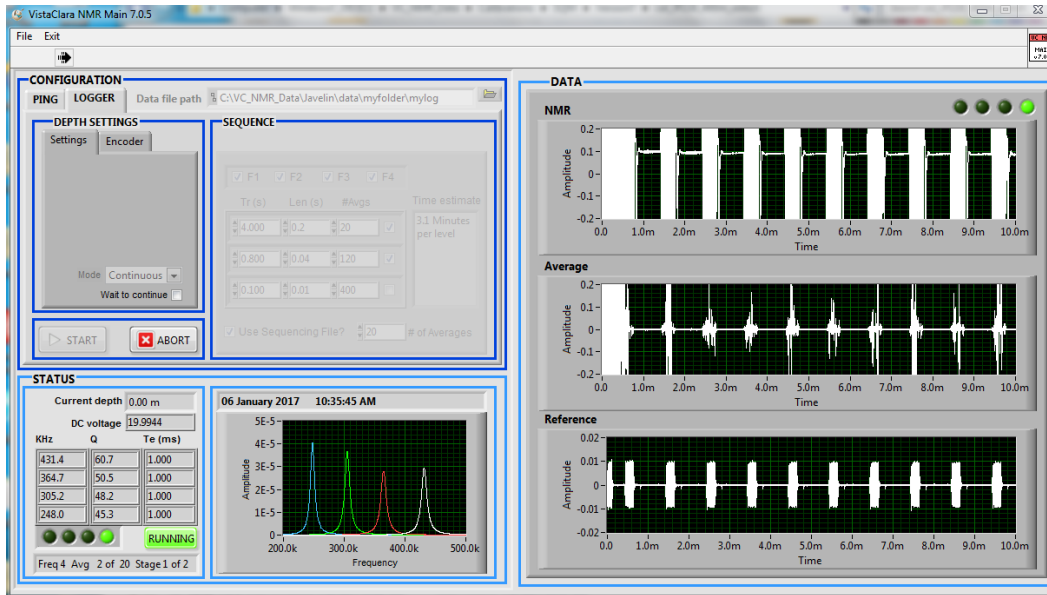 VistaClara NMR Main 7.0.5
File Exit
CONFIGURATION
PING LOGGER Data file path C:\VC_NMR_Data\Javelin\data\myfolder\mylog
DEPTH SETTINGS
Settings Encoder
Mode Continuous
Wait to continue
START ABORT
SEQUENCE
F1 F2 F3 F4
Tr (s) Len (s) #Avgs Time estimate
4.000 0.2 20 3.1 Minutes
per level
0.800 0.04 120
0.100 0.01 400
Use Sequencing File? 20 # of Averages
STATUS
Current depth 0.00 m
DC voltage 19.9944
KHz Q Te (ms)
431.4 60.7 1.000
364.7 50.5 1.000
305.2 48.2 1.000
248.0 45.3 1.000
RUNNING
Freq 4 Avg 2 of 20 Stage 1 of 2
06 January 2017 10:35:45 AM
5E-5
4E-5
3E-5
2E-5
1E-5
0
Amplitude
200.0k 300.0k 400.0k 500.0k
Frequency
DATA
NMR
0.2
0.1
0
-0.1
-0.2
Amplitude
0.0 1.0m 2.0m 3.0m 4.0m 5.0m 6.0m 7.0m 8.0m 9.0m 10.0m
Time
Average
0.2
0.1
0
-0.1
-0.2
Amplitude
0.0 1.0m 2.0m 3.0m 4.0m 5.0m 6.0m 7.0m 8.0m 9.0m 10.0m
Time
Reference
0.02
0.01
0
-0.01
-0.02
Amplitude
0.0 1.0m 2.0m 3.0m 4.0m 5.0m 6.0m 7.0m 8.0m 9.0m 10.0m
Time